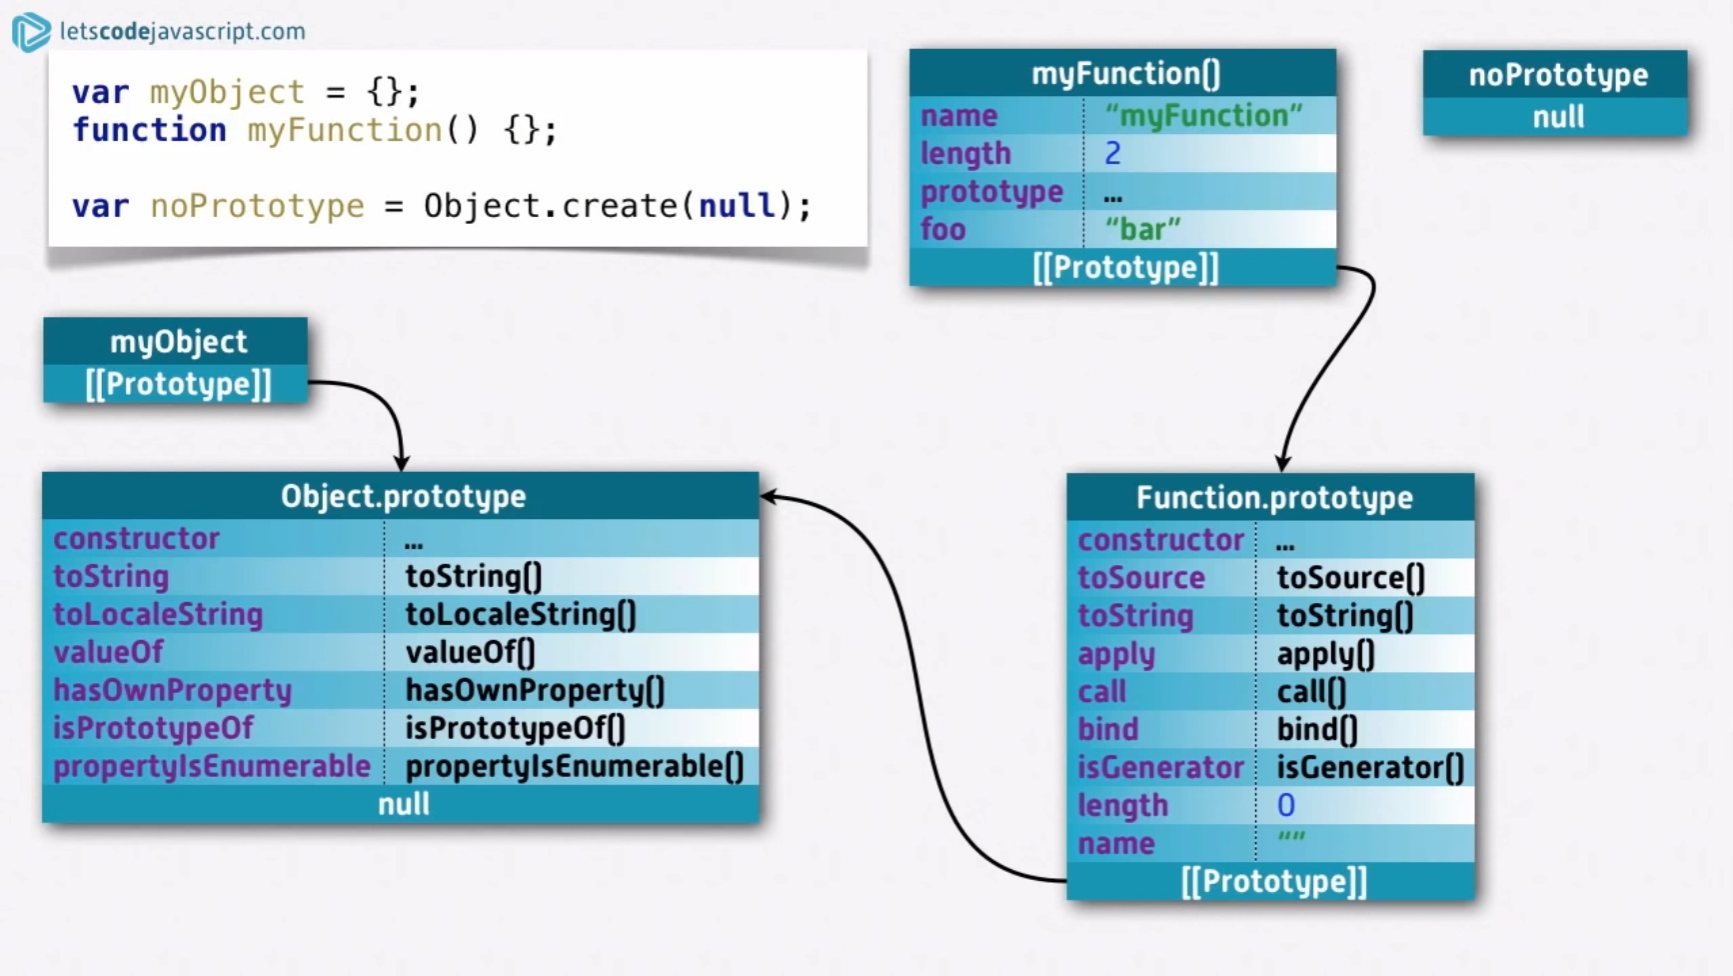 letscodejavascript.com
var myObject = {};
function myFunction() {};
var noPrototype = Object.create(null);
myFunction()
name “myFunction”
length 2
prototype ...
foo “bar”
[[Prototype]]
noPrototype
null
myObject
[[Prototype]]
Object.prototype
constructor ...
toString toString()
toLocaleString toLocaleString()
valueOf valueOf()
hasOwnProperty hasOwnProperty()
isPrototypeOf isPrototypeOf()
propertyIsEnumerable propertyIsEnumerable()
null
Function.prototype
constructor ...
toSource toSource()
toString toString()
apply apply()
call call()
bind bind()
isGenerator isGenerator()
length 0
name “”
[[Prototype]]